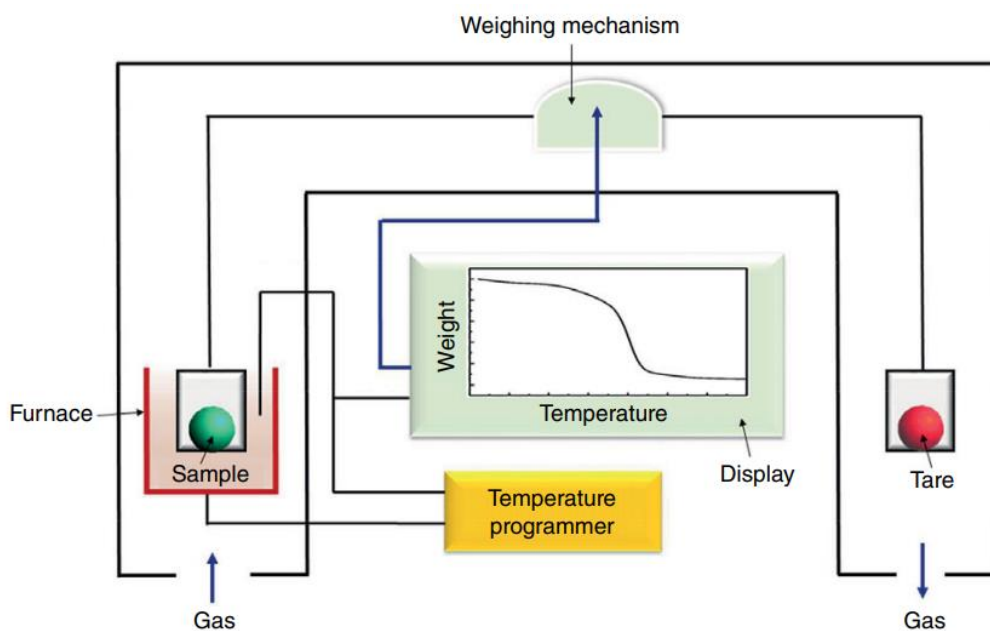 Weighing mechanism
Weight
Temperature
Furnace
Sample
Display
Tare
Temperature
programmer
Gas
Gas